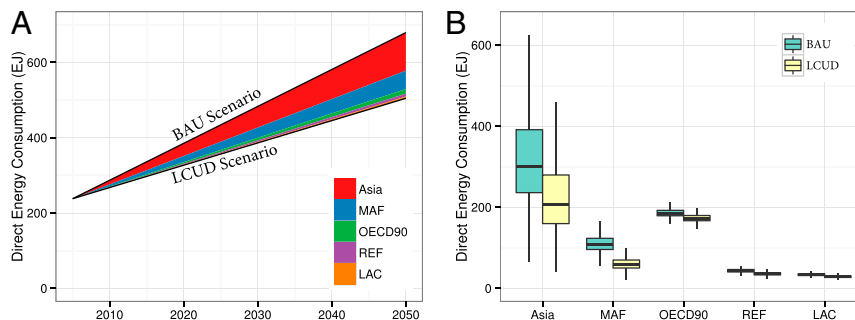 A
Direct Energy Consumption (EJ)
600
400
200
0
BAU Scenario
LCUD Scenario
Asia
MAF
OECD90
REF
LAC
2010 2020 2030 2040 2050
B
Direct Energy Consumption (EJ)
600
400
200
0
BAU
LCUD
Asia MAF OECD90 REF LAC